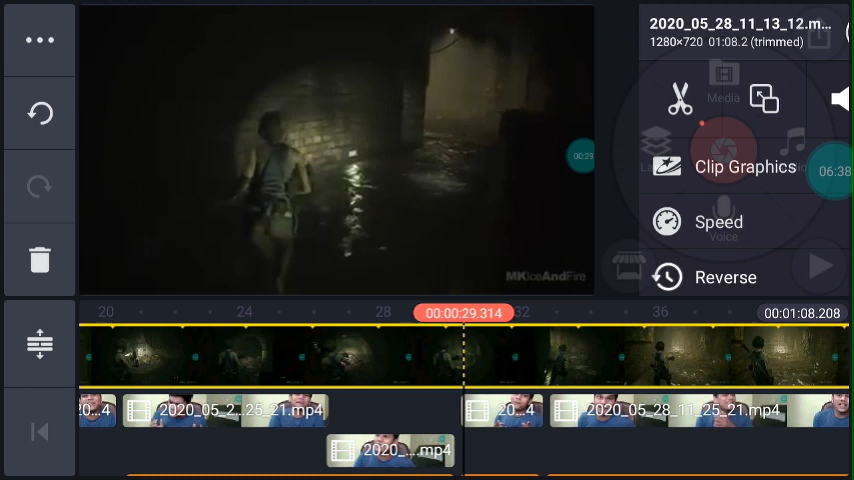 2020_05_28_11_13_12.m...
1280×720 01:08.2 (trimmed)
Media
00:29
Clip Graphics
06:38
Speed
Voice
Reverse
MKIceAndFire
20
24
28
00:00:29.314
32
36
00:01:08.208
20...4
2020_05_2...25_21.mp4
20...4
2020_05_28_11_25_21.mp4
2020_....mp4